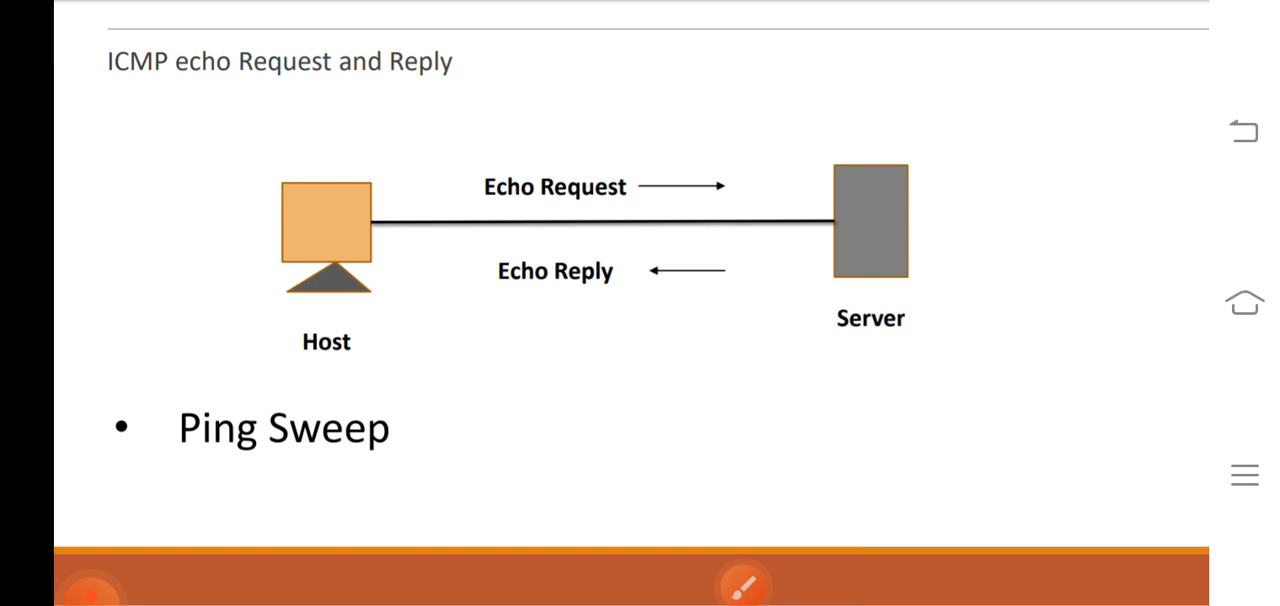 ICMP echo Request and Reply
Echo Request
Echo Reply
Server
Host
• Ping Sweep